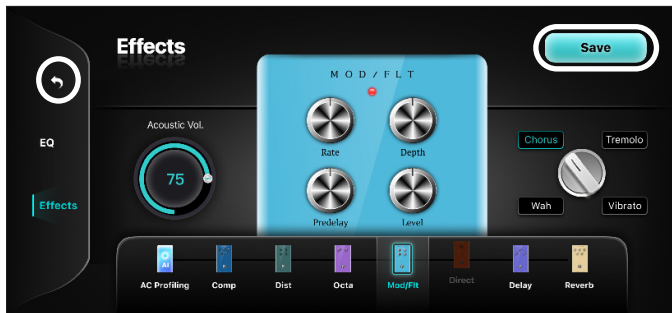 Effects
Save
EQ
Effects
Acoustic Vol.
75
MOD/FLT
Rate
Depth
Predelay
Level
Chorus
Tremolo
Wah
Vibrato
AI
AC Profiling
Comp
Dist
Octa
Mod/Flt
Direct
Delay
Reverb